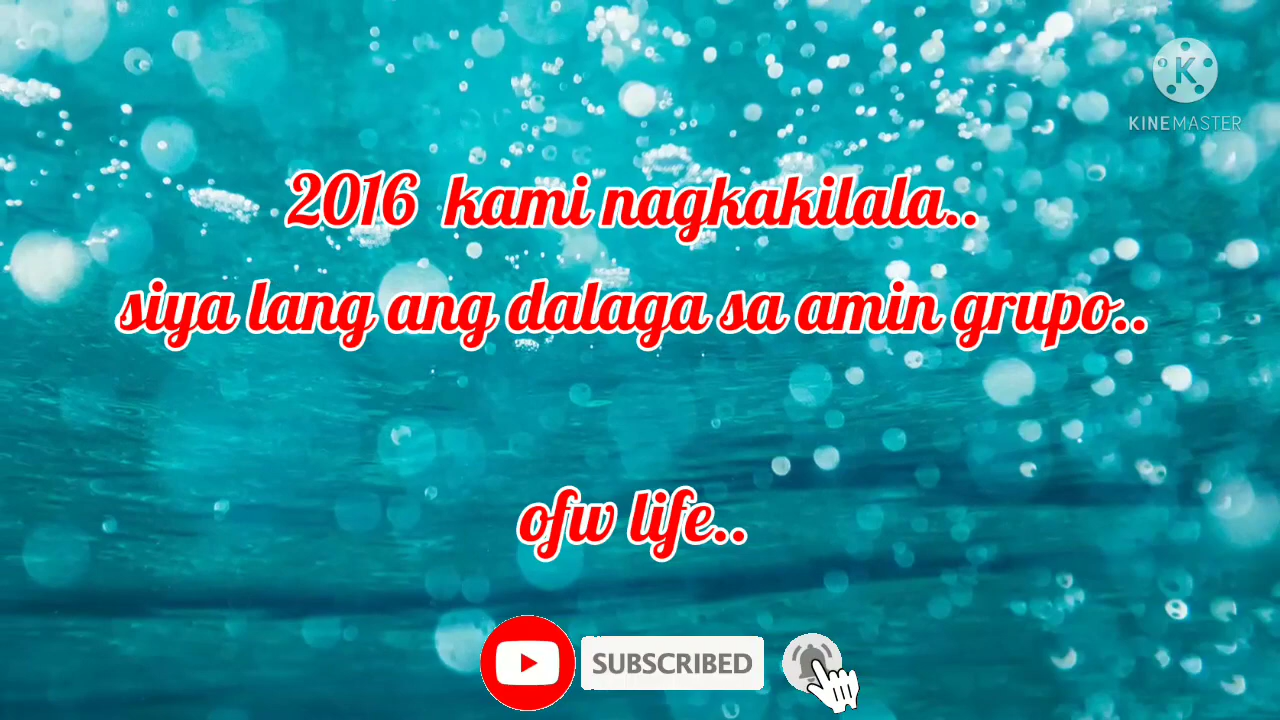 KINEMASTER
2016 kami nagkakilala..
siya lang ang dalaga sa amin grupo..
ofw life..
SUBSCRIBED